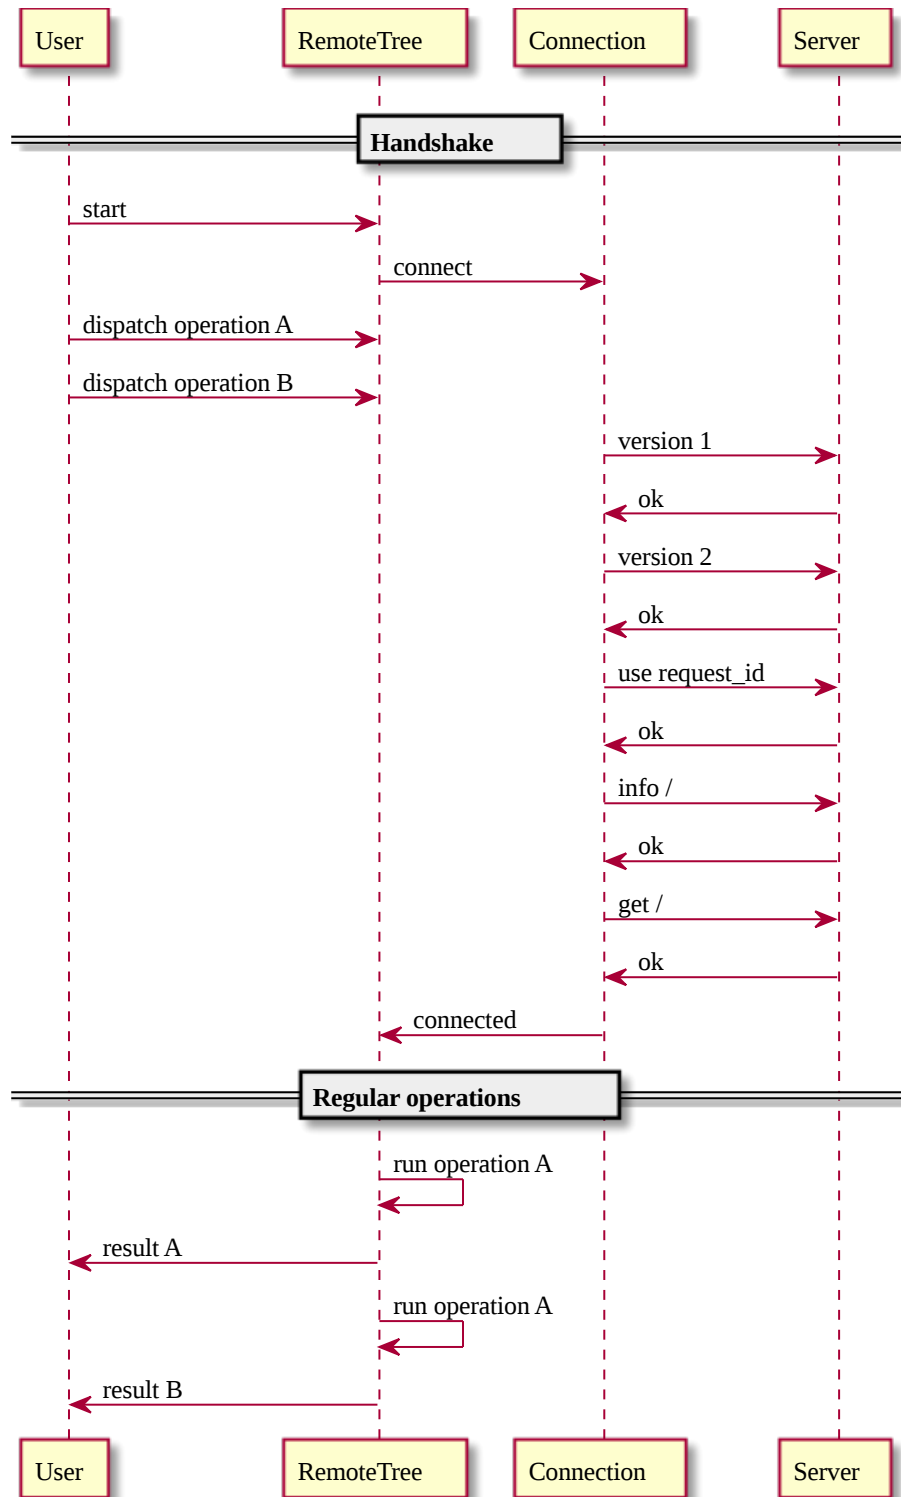 User RemoteTree Connection Server
Handshake
start
connect
dispatch operation A
dispatch operation B
version 1
ok
version 2
ok
use request_id
ok
info /
ok
get /
ok
connected
Regular operations
run operation A
result A
run operation A
result B
User RemoteTree Connection Server